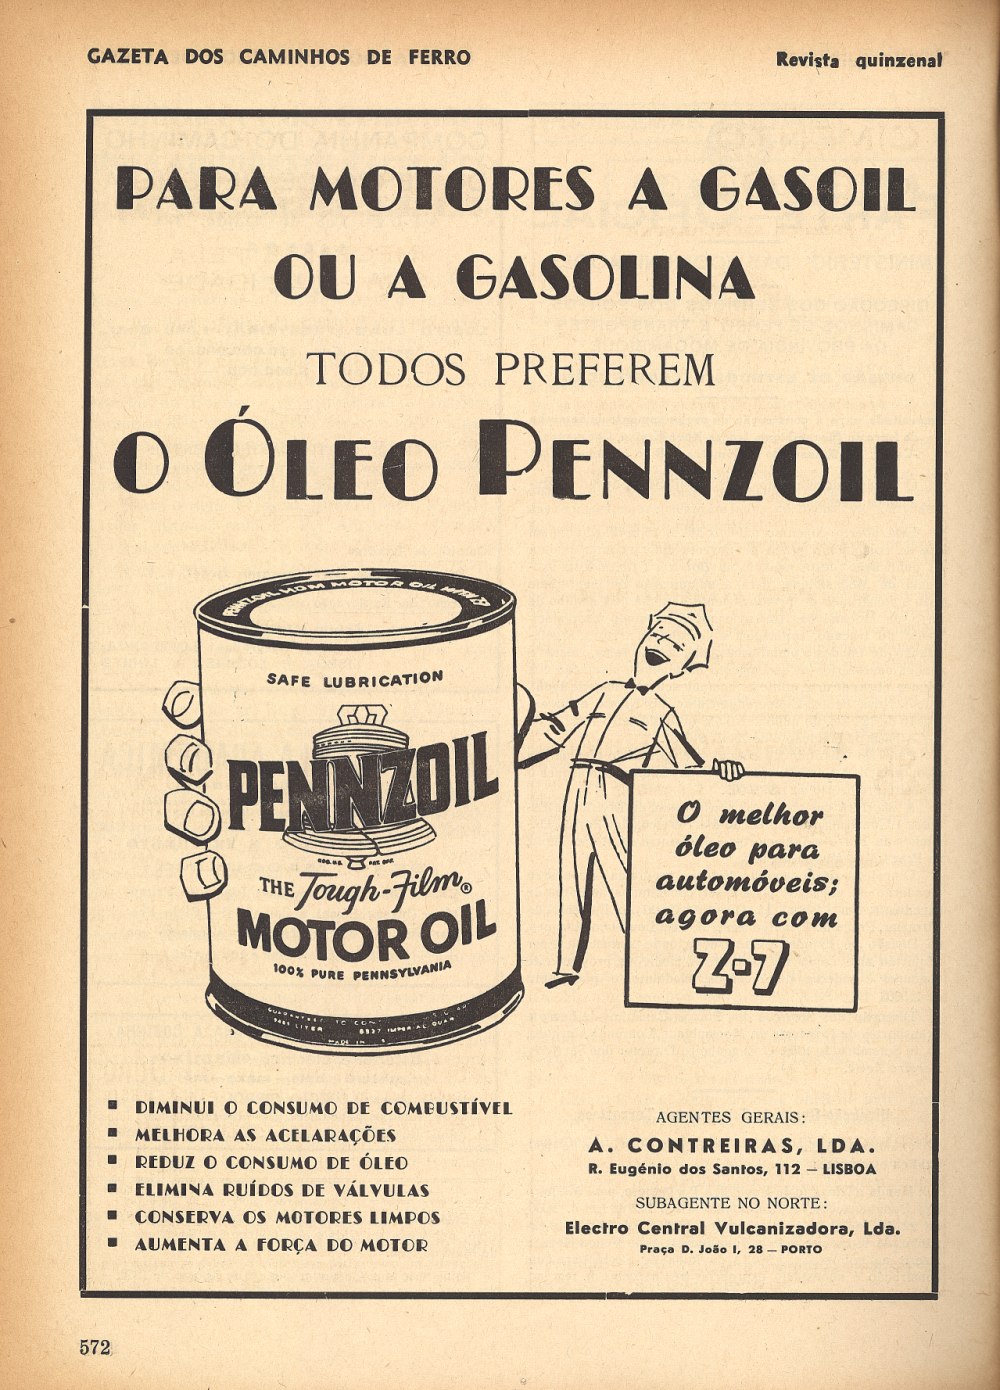 GAZETA DOS CAMINHOS DE FERRO
Revista quinzenal
PARA MOTORES A GASOIL
OU A GASOLINA
TODOS PREFEREM
O ÓLEO PENNZOIL
MOTOR OIL
SAFE LUBRICATION
PENNZOIL
THE Tough-Film®
MOTOR OIL
100% PURE PENNSYLVANIA
MADE IN
O melhor
óleo para
automóveis;
agora com
Z-7
DIMINUI O CONSUMO DE COMBUSTÍVEL
MELHORA AS ACELARAÇÕES
REDUZ O CONSUMO DE ÓLEO
ELIMINA RUÍDOS DE VÁLVULAS
CONSERVA OS MOTORES LIMPOS
AUMENTA A FORÇA DO MOTOR
AGENTES GERAIS:
A. CONTREIRAS, LDA.
R. Eugénio dos Santos, 112 — LISBOA
SUBAGENTE NO NORTE:
Electro Central Vulcanizadora, Lda.
Praça D. João I, 28 — PORTO
572